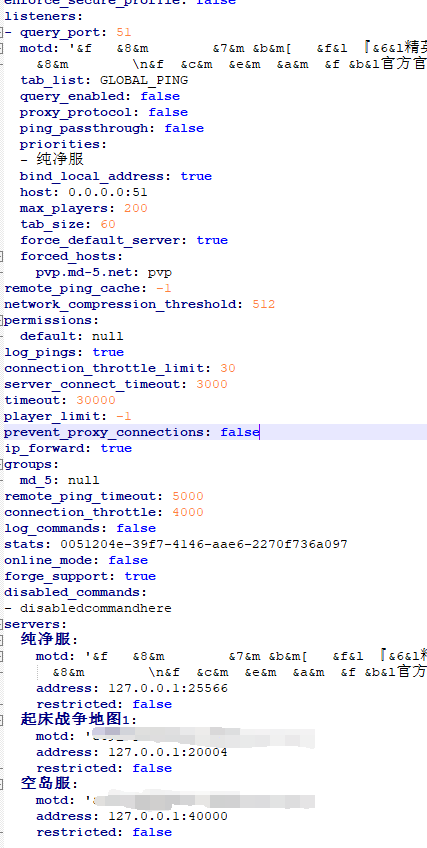 enforce_secure_profile: false
listeners:
- query_port: 51
motd: '&f &8&m &7&m &b&m[ &f&l 『&6&l精英
&8&m \n&f &c&m &e&m &a&m &f &b&l官方官
tab_list: GLOBAL_PING
query_enabled: false
proxy_protocol: false
ping_passthrough: false
priorities:
- 纯净服
bind_local_address: true
host: 0.0.0.0:51
max_players: 200
tab_size: 60
force_default_server: true
forced_hosts:
pvp.md-5.net: pvp
remote_ping_cache: -1
network_compression_threshold: 512
permissions:
default: null
log_pings: true
connection_throttle_limit: 30
server_connect_timeout: 3000
timeout: 30000
player_limit: -1
prevent_proxy_connections: false
ip_forward: true
groups:
md_5: null
remote_ping_timeout: 5000
connection_throttle: 4000
log_commands: false
stats: 0051204e-39f7-4146-aae6-2270f736a097
online_mode: false
forge_support: true
disabled_commands:
- disabledcommandhere
servers:
纯净服:
motd: '&f &8&m &7&m &b&m[ &f&l 『&6&l精
&8&m \n&f &c&m &e&m &a&m &f &b&l官方
address: 127.0.0.1:25566
restricted: false
起床战争地图1:
motd: '
address: 127.0.0.1:20004
restricted: false
空岛服:
motd: '
address: 127.0.0.1:40000
restricted: false